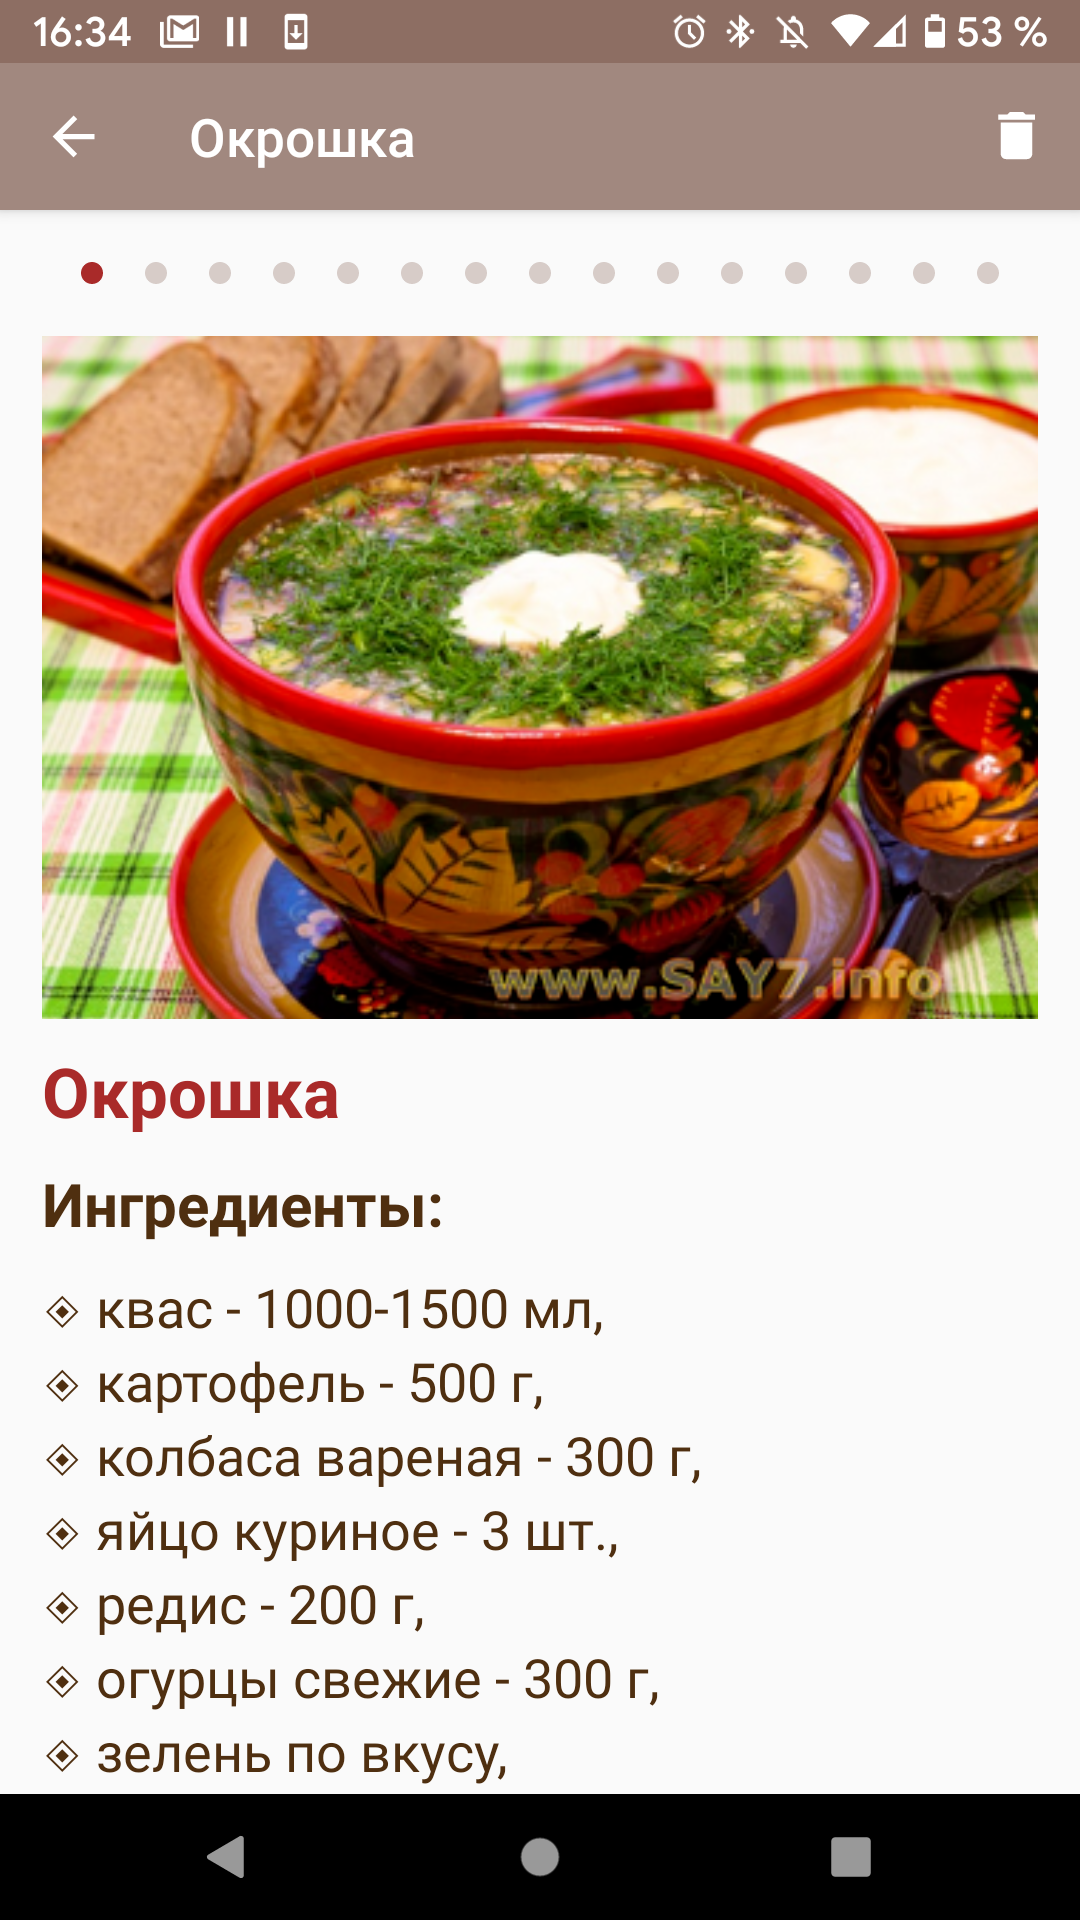 16:34
53 %
Окрошка
www.SAY7.info
Окрошка
Ингредиенты:
квас - 1000-1500 мл,
картофель - 500 г,
колбаса вареная - 300 г,
яйцо куриное - 3 шт.,
редис - 200 г,
огурцы свежие - 300 г,
зелень по вкусу,